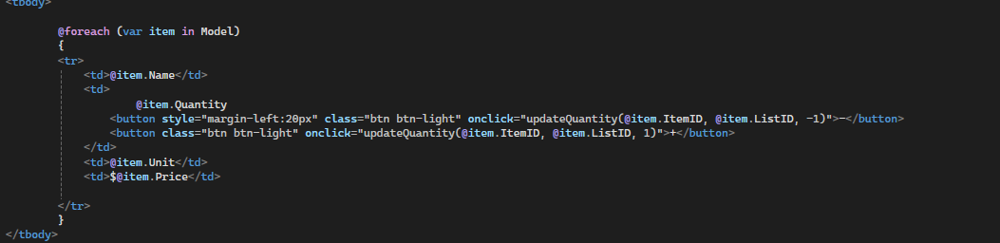 <tbody>
@foreach (var item in Model)
{
<tr>
<td>@item.Name</td>
<td>
@item.Quantity
<button style="margin-left:20px" class="btn btn-light" onclick="updateQuantity(@item.ItemID, @item.ListID, -1)">-</button>
<button class="btn btn-light" onclick="updateQuantity(@item.ItemID, @item.ListID, 1)">+</button>
</td>
<td>@item.Unit</td>
<td>$@item.Price</td>
</tr>
}
</tbody>